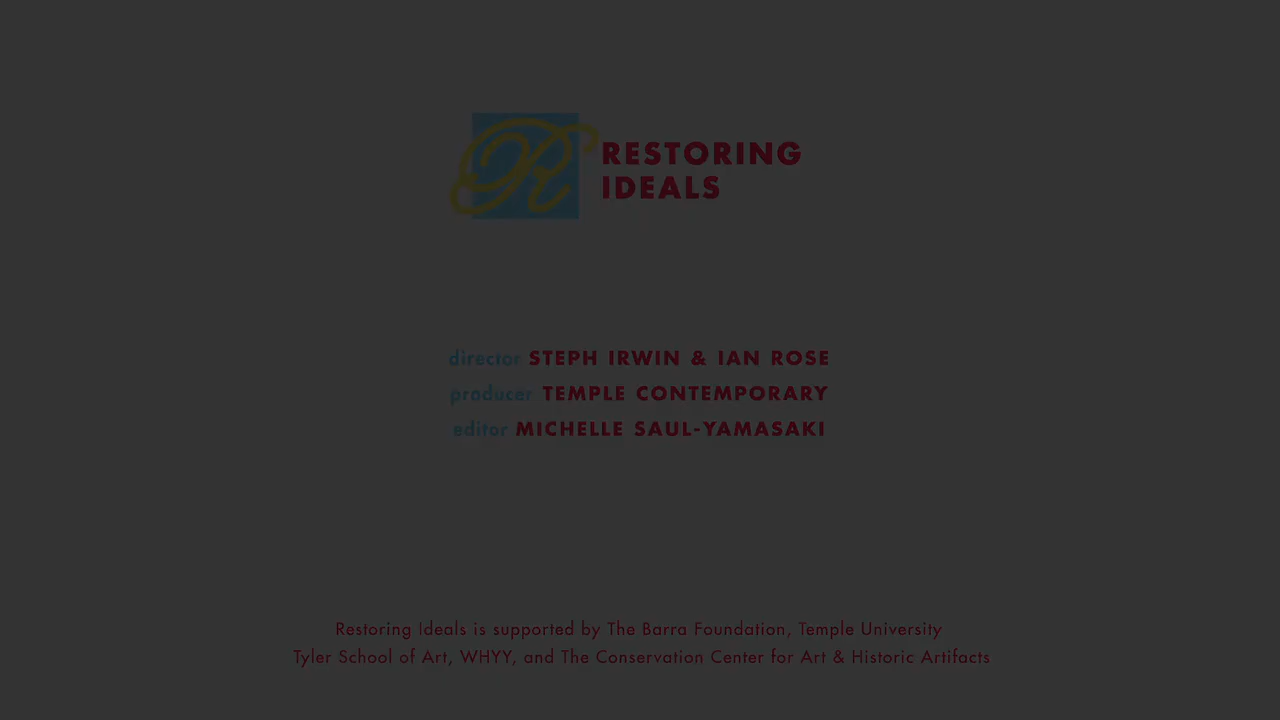 R RESTORING
IDEALS
director STEPH IRWIN & IAN ROSE
producer TEMPLE CONTEMPORARY
editor MICHELLE SAUL-YAMASAKI
Restoring Ideals is supported by The Barra Foundation, Temple University
Tyler School of Art, WHYY, and The Conservation Center for Art & Historic Artifacts